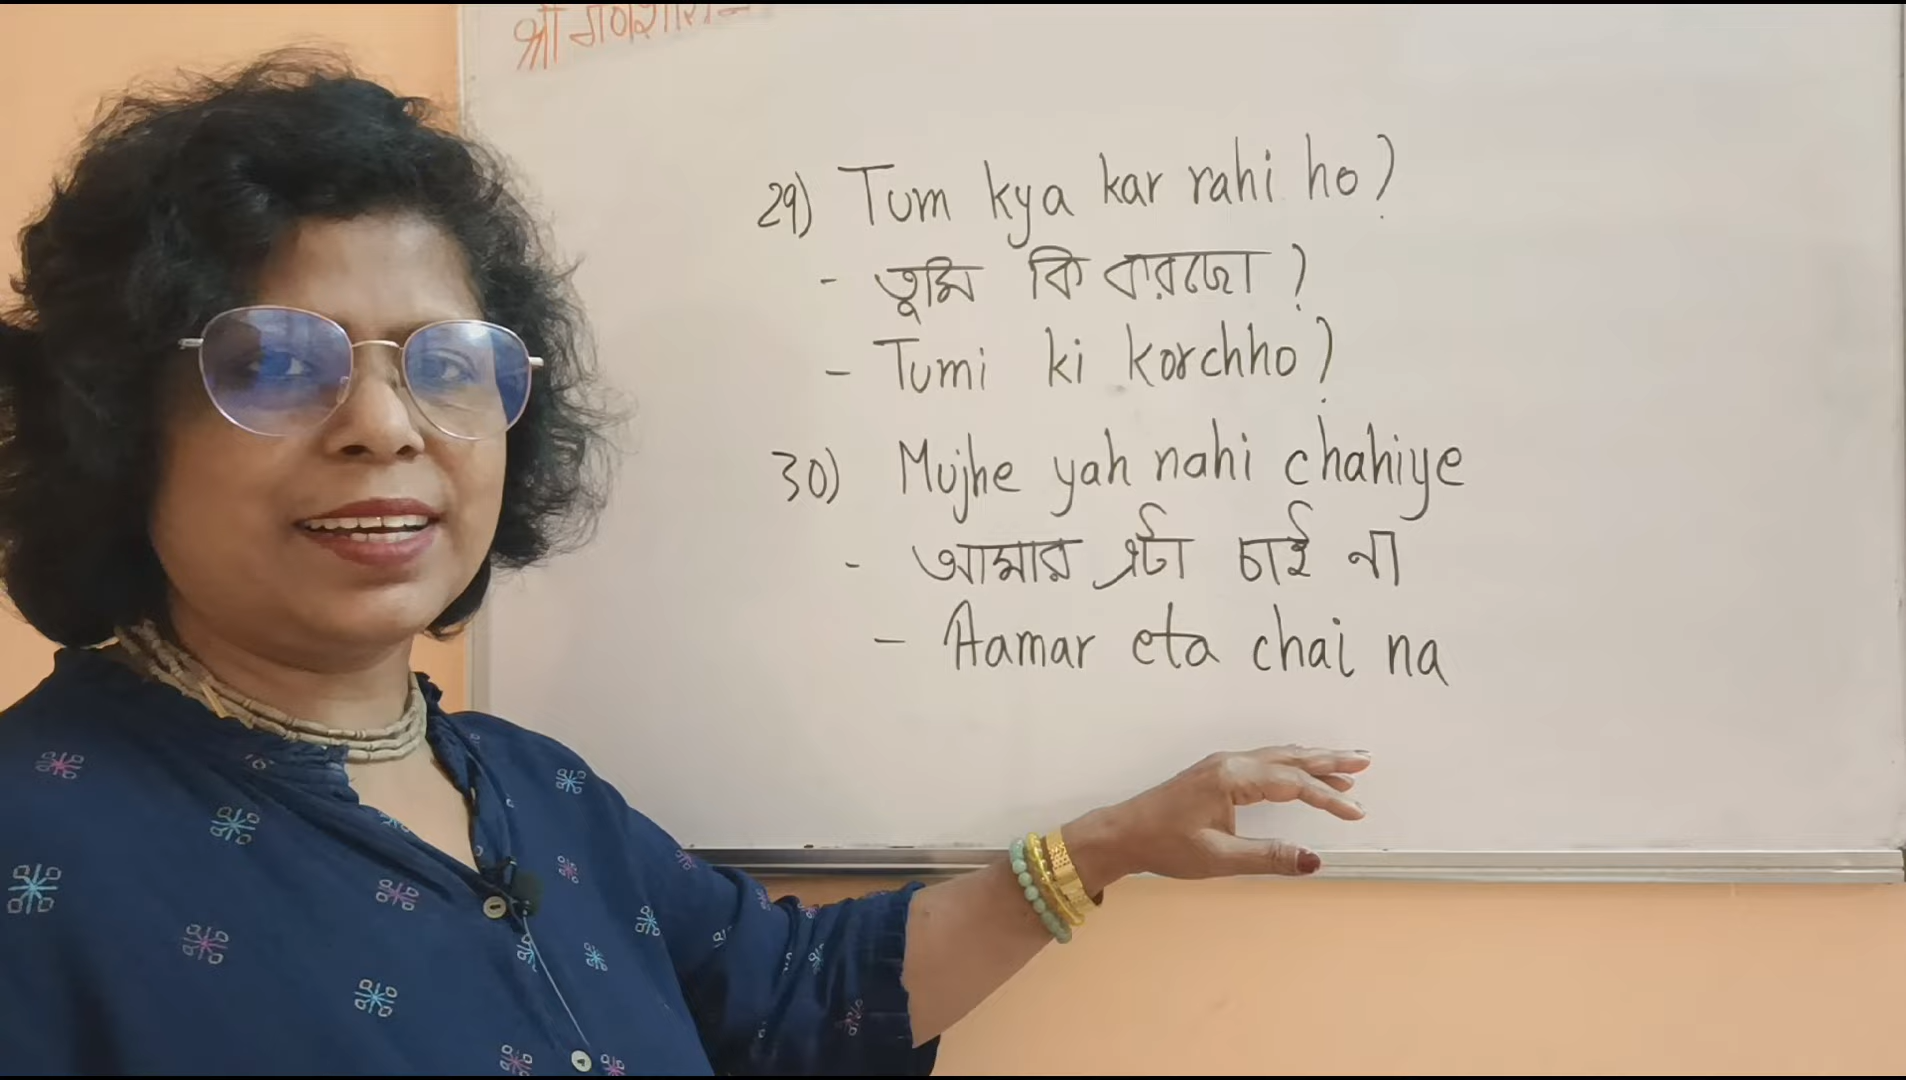 29) Tum kya kar rahi ho?
- তুমি কি করছো?
- Tumi ki korchho?
30) Mujhe yah nahi chahiye
- আমার এটা চাই না
- Aamar eta chai na